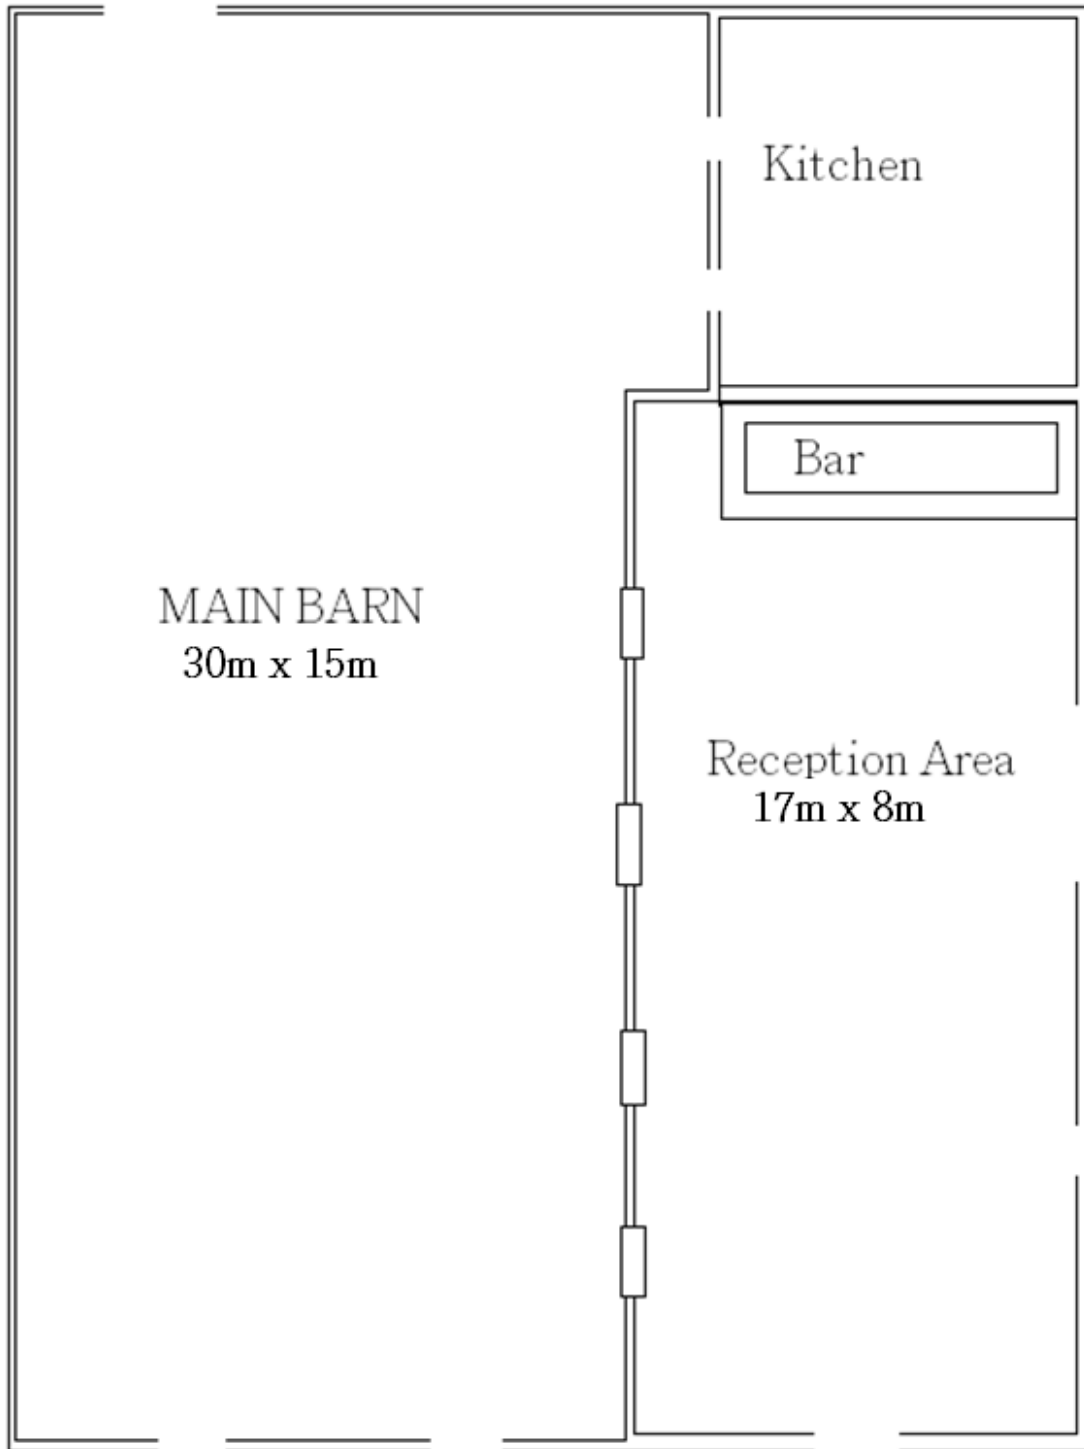 Kitchen
Bar
MAIN BARN
30m x 15m
Reception Area
17m x 8m